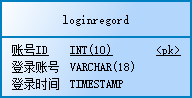 loginregord
账号ID INT(10) <pk>
登录账号 VARCHAR(18)
登录时间 TIMESTAMP